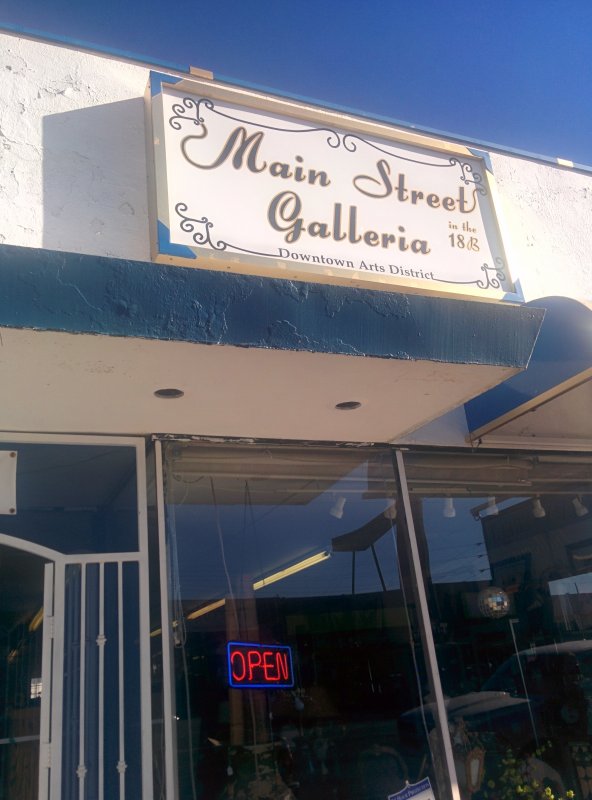 Main Street
Galleria
in the
18B
Downtown Arts District
OPEN